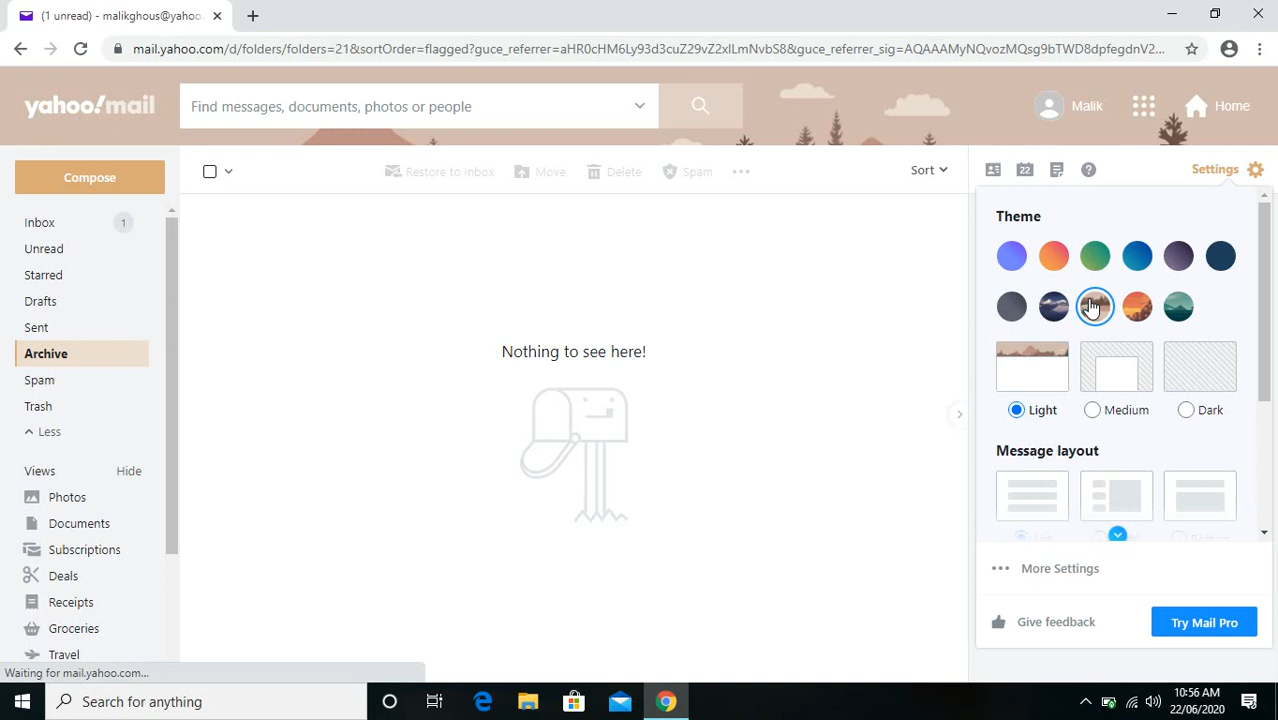 (1 unread) - malikghous@yahoo.
mail.yahoo.com/d/folders/folders=21&sortOrder=flagged?guce_referrer=aHR0cHM6Ly93d3cuZ29vZ2xlLmNvbS8&guce_referrer_sig=AQAAAMyNQvozMQsg9bTWD8dpfegdnV2...
yahoo!mail
Find messages, documents, photos or people
Malik
Home
Compose
Restore to Inbox
Move
Delete
Spam
Sort
22
Settings
Inbox 1
Unread
Starred
Drafts
Sent
Archive
Spam
Trash
Less
Views Hide
Photos
Documents
Subscriptions
Deals
Receipts
Groceries
Travel
Nothing to see here!
Theme
Light
Medium
Dark
Message layout
More Settings
Give feedback
Try Mail Pro
Waiting for mail.yahoo.com...
Search for anything
10:56 AM
22/06/2020